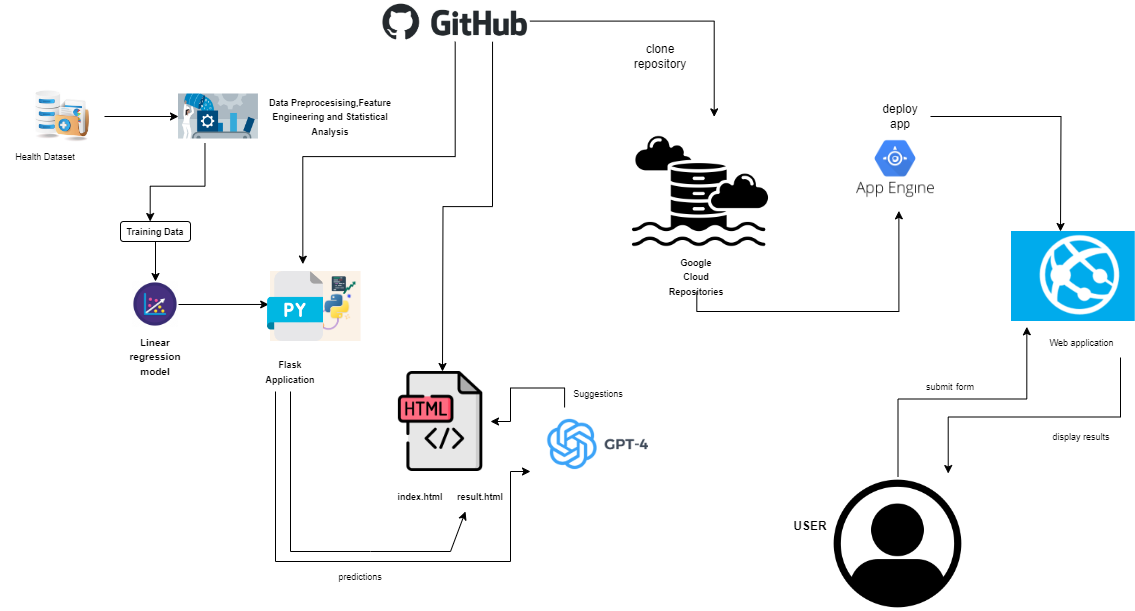 GitHub
clone
repository
Data Preprocesising,Feature
Engineering and Statistical
Analysis
deploy
app
Health Dataset
App Engine
Training Data
Google
Cloud
Repositories
PY
Linear
regression
model
Web application
Flask
Application
submit form
Suggestions
HTML
</>
GPT-4
display results
index.html
result.html
USER
predictions